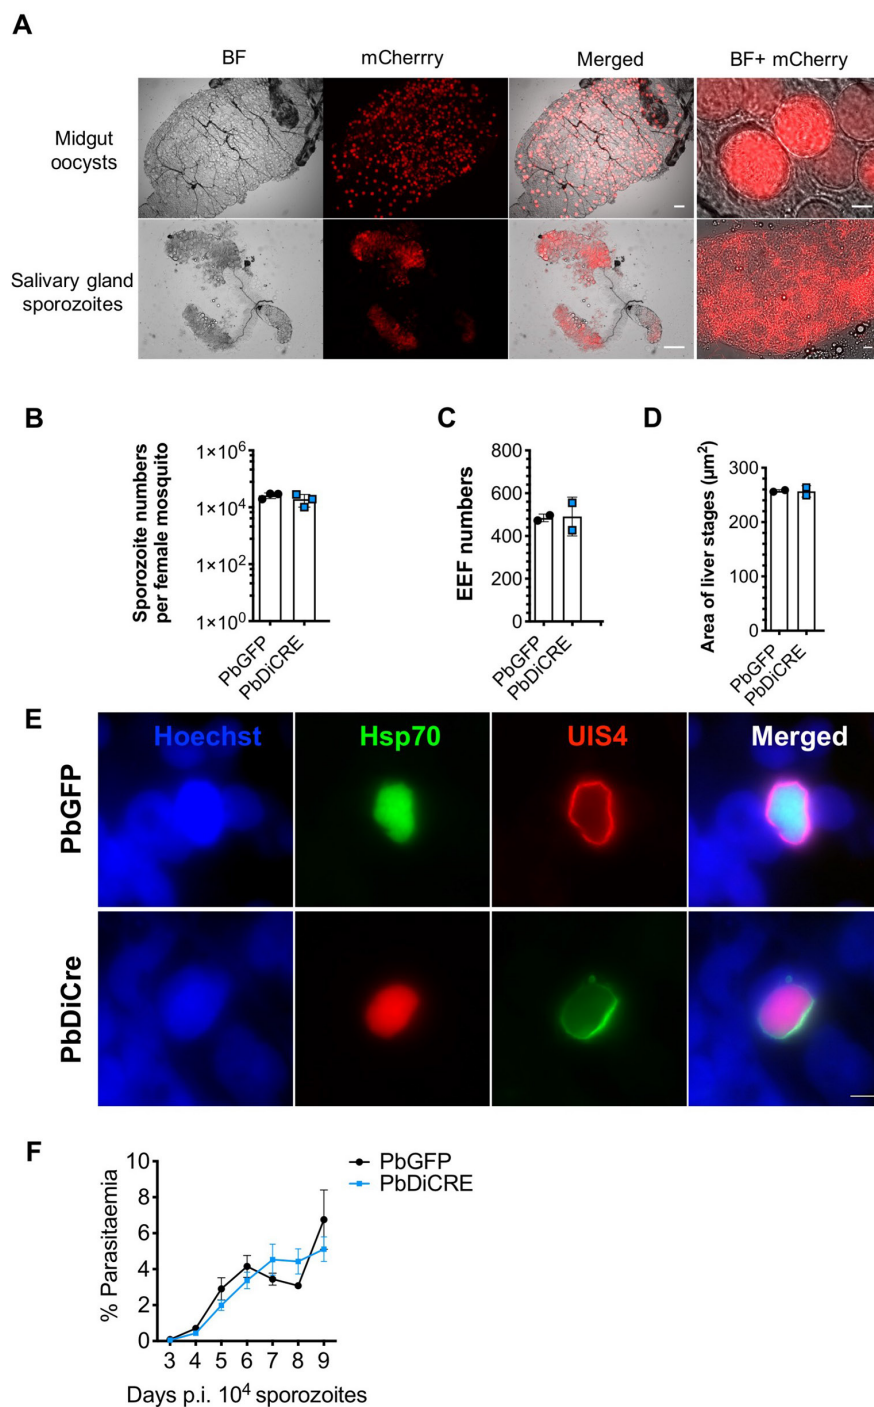 A
BF
mCherrry
Merged
BF+ mCherry
Midgut
oocysts
Salivary gland
sporozoites
B
Sporozoite numbers
per female mosquito
1×10⁶
1×10⁴
1×10²
1×10⁰
PbGFP
PbDiCRE
C
EEF numbers
800
600
400
200
0
PbGFP
PbDiCRE
D
Area of liver stages (µm²)
300
200
100
0
PbGFP
PbDiCRE
E
Hoechst
Hsp70
UIS4
Merged
PbGFP
PbDiCre
F
% Parasitaemia
10
8
6
4
2
0
3 4 5 6 7 8 9
Days p.i. 10⁴ sporozoites
PbGFP
PbDiCRE